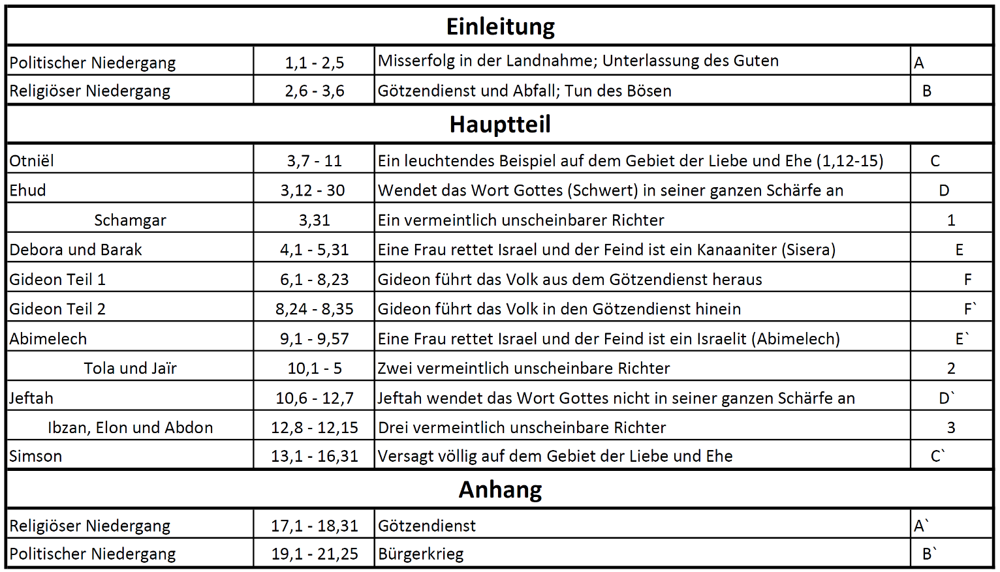 Einleitung
Politischer Niedergang 1,1 - 2,5 Misserfolg in der Landnahme; Unterlassung des Guten A
Religiöser Niedergang 2,6 - 3,6 Götzendienst und Abfall; Tun des Bösen B
Hauptteil
Otniël 3,7 - 11 Ein leuchtendes Beispiel auf dem Gebiet der Liebe und Ehe (1,12-15) C
Ehud 3,12 - 30 Wendet das Wort Gottes (Schwert) in seiner ganzen Schärfe an D
Schamgar 3,31 Ein vermeintlich unscheinbarer Richter 1
Debora und Barak 4,1 - 5,31 Eine Frau rettet Israel und der Feind ist ein Kanaaniter (Sisera) E
Gideon Teil 1 6,1 - 8,23 Gideon führt das Volk aus dem Götzendienst heraus F
Gideon Teil 2 8,24 - 8,35 Gideon führt das Volk in den Götzendienst hinein F`
Abimelech 9,1 - 9,57 Eine Frau rettet Israel und der Feind ist ein Israelit (Abimelech) E`
Tola und Jaïr 10,1 - 5 Zwei vermeintlich unscheinbare Richter 2
Jeftah 10,6 - 12,7 Jeftah wendet das Wort Gottes nicht in seiner ganzen Schärfe an D`
Ibzan, Elon und Abdon 12,8 - 12,15 Drei vermeintlich unscheinbare Richter 3
Simson 13,1 - 16,31 Versagt völlig auf dem Gebiet der Liebe und Ehe C`
Anhang
Religiöser Niedergang 17,1 - 18,31 Götzendienst A`
Politischer Niedergang 19,1 - 21,25 Bürgerkrieg B`